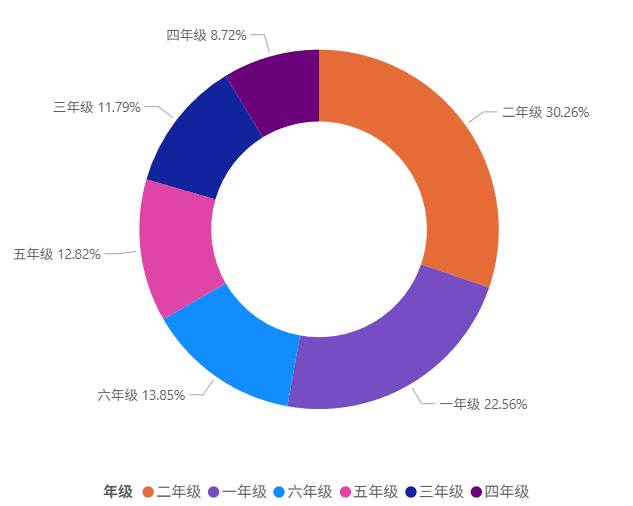 四年级 8.72%
三年级 11.79%
二年级 30.26%
五年级 12.82%
六年级 13.85%
一年级 22.56%
年级 二年级 一年级 六年级 五年级 三年级 四年级